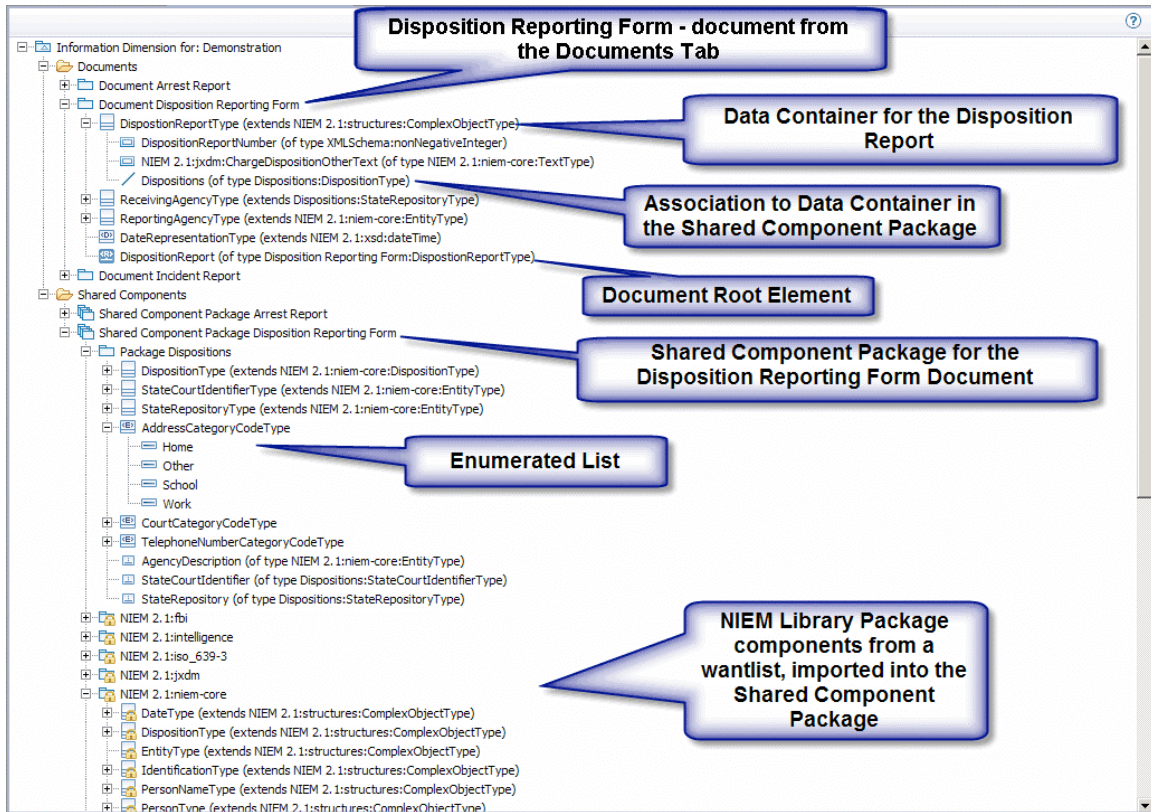 Disposition Reporting Form - document from
the Documents Tab
?
Information Dimension for: Demonstration
Documents
Document Arrest Report
Document Disposition Reporting Form
DispostionReportType (extends NIEM 2.1:structures:ComplexObjectType)
Data Container for the Disposition
Report
DispositionReportNumber (of type XMLSchema:nonNegativeInteger)
NIEM 2.1:jxdm:ChargeDispositionOtherText (of type NIEM 2.1:niem-core:TextType)
Dispositions (of type Dispositions:DispositionType)
Association to Data Container in
the Shared Component Package
ReceivingAgencyType (extends Dispositions:StateRepositoryType)
ReportingAgencyType (extends NIEM 2.1:niem-core:EntityType)
DateRepresentationType (extends NIEM 2.1:xsd:dateTime)
DispositionReport (of type Disposition Reporting Form:DispostionReportType)
Document Root Element
Document Incident Report
Shared Components
Shared Component Package Arrest Report
Shared Component Package Disposition Reporting Form
Shared Component Package for the
Disposition Reporting Form Document
Package Dispositions
DispositionType (extends NIEM 2.1:niem-core:DispositionType)
StateCourtIdentifierType (extends NIEM 2.1:niem-core:EntityType)
StateRepositoryType (extends NIEM 2.1:niem-core:EntityType)
AddressCategoryCodeType
Home
Other
School
Work
Enumerated List
CourtCategoryCodeType
TelephoneNumberCategoryCodeType
AgencyDescription (of type NIEM 2.1:niem-core:EntityType)
StateCourtIdentifier (of type Dispositions:StateCourtIdentifierType)
StateRepository (of type Dispositions:StateRepositoryType)
NIEM 2.1:fbi
NIEM 2.1:intelligence
NIEM 2.1:iso_639-3
NIEM 2.1:jxdm
NIEM 2.1:niem-core
NIEM Library Package
components from a
wantlist, imported into the
Shared Component
Package
DateType (extends NIEM 2.1:structures:ComplexObjectType)
DispositionType (extends NIEM 2.1:structures:ComplexObjectType)
EntityType (extends NIEM 2.1:structures:ComplexObjectType)
IdentificationType (extends NIEM 2.1:structures:ComplexObjectType)
PersonNameType (extends NIEM 2.1:structures:ComplexObjectType)
PersonType (extends NIEM 2.1:structures:ComplexObjectType)